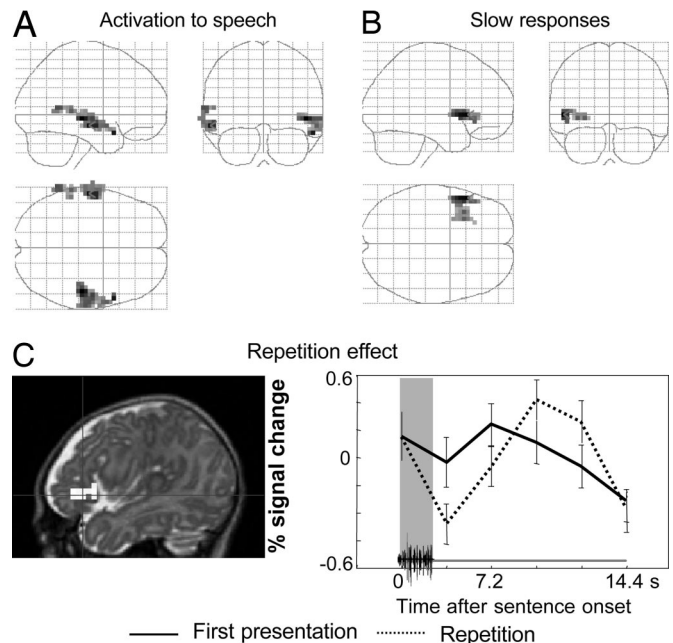 A
Activation to speech
B
Slow responses
C
Repetition effect
% signal change
0.6
0
-0.6
0
7.2
14.4 s
Time after sentence onset
First presentation
Repetition